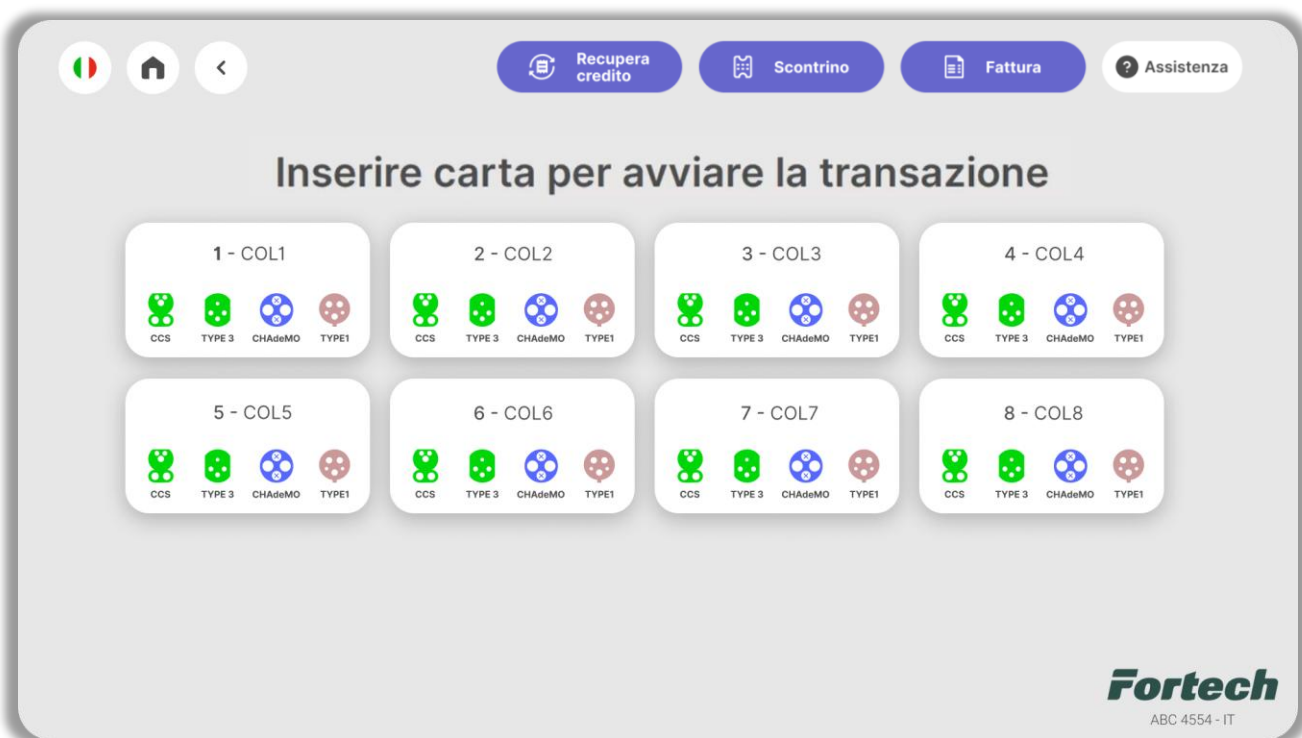 Recupera
credito
Scontrino
Fattura
? Assistenza
Inserire carta per avviare la transazione
1 - COL1
2 - COL2
3 - COL3
4 - COL4
CCS TYPE 3 CHAdeMO TYPE1
CCS TYPE 3 CHAdeMO TYPE1
CCS TYPE 3 CHAdeMO TYPE1
CCS TYPE 3 CHAdeMO TYPE1
5 - COL5
6 - COL6
7 - COL7
8 - COL8
CCS TYPE 3 CHAdeMO TYPE1
CCS TYPE 3 CHAdeMO TYPE1
CCS TYPE 3 CHAdeMO TYPE1
CCS TYPE 3 CHAdeMO TYPE1
Fortech
ABC 4554 - IT